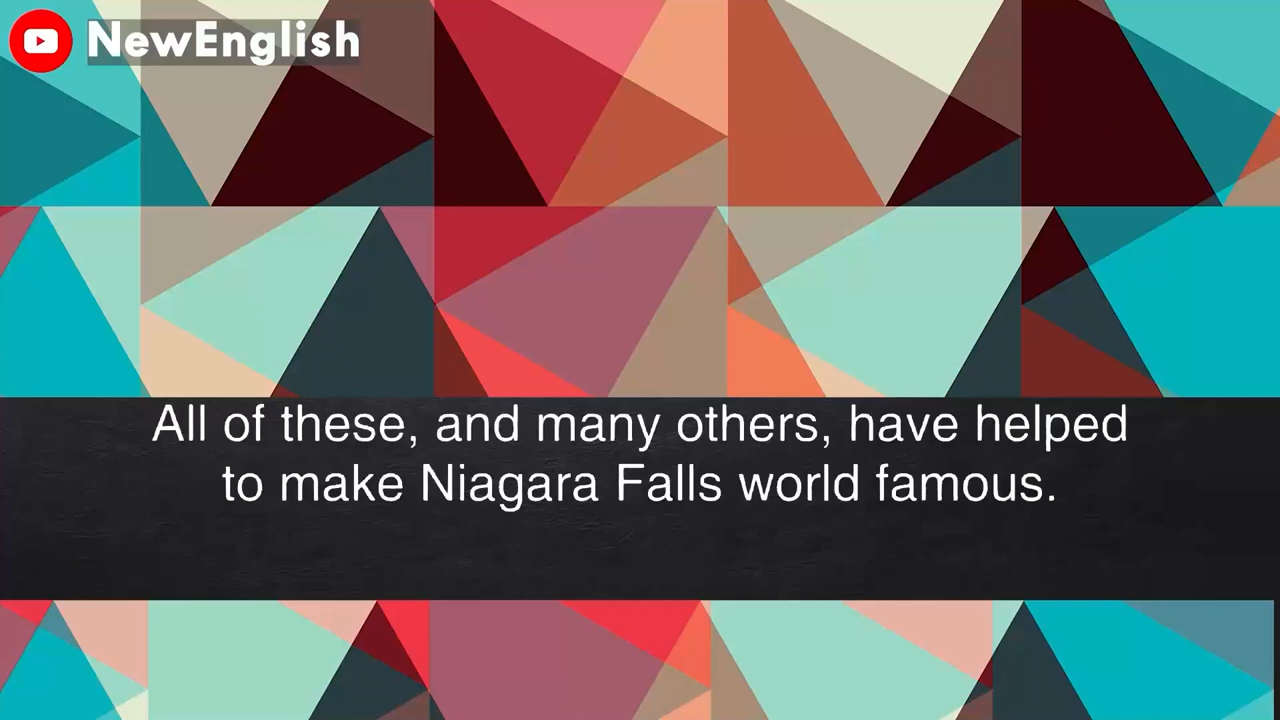 NewEnglish
All of these, and many others, have helped
to make Niagara Falls world famous.